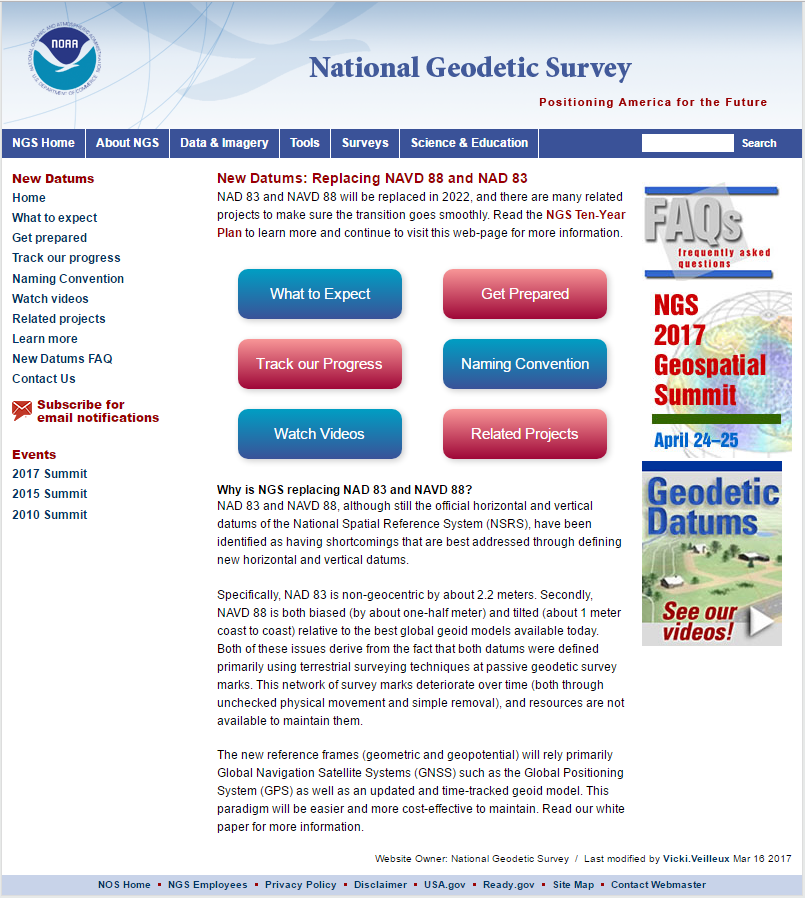 NATIONAL OCEANIC AND ATMOSPHERIC ADMINISTRATION
NOAA
U.S. DEPARTMENT OF COMMERCE
National Geodetic Survey
Positioning America for the Future
NGS Home About NGS Data & Imagery Tools Surveys Science & Education Search
New Datums
Home
What to expect
Get prepared
Track our progress
Naming Convention
Watch videos
Related projects
Learn more
New Datums FAQ
Contact Us
Subscribe for
email notifications
Events
2017 Summit
2015 Summit
2010 Summit
New Datums: Replacing NAVD 88 and NAD 83
NAD 83 and NAVD 88 will be replaced in 2022, and there are many related
projects to make sure the transition goes smoothly. Read the NGS Ten-Year
Plan to learn more and continue to visit this web-page for more information.
What to Expect Get Prepared
Track our Progress Naming Convention
Watch Videos Related Projects
Why is NGS replacing NAD 83 and NAVD 88?
NAD 83 and NAVD 88, although still the official horizontal and vertical
datums of the National Spatial Reference System (NSRS), have been
identified as having shortcomings that are best addressed through defining
new horizontal and vertical datums.
Specifically, NAD 83 is non-geocentric by about 2.2 meters. Secondly,
NAVD 88 is both biased (by about one-half meter) and tilted (about 1 meter
coast to coast) relative to the best global geoid models available today.
Both of these issues derive from the fact that both datums were defined
primarily using terrestrial surveying techniques at passive geodetic survey
marks. This network of survey marks deteriorate over time (both through
unchecked physical movement and simple removal), and resources are not
available to maintain them.
The new reference frames (geometric and geopotential) will rely primarily
Global Navigation Satellite Systems (GNSS) such as the Global Positioning
System (GPS) as well as an updated and time-tracked geoid model. This
paradigm will be easier and more cost-effective to maintain. Read our white
paper for more information.
FAQs
frequently asked
questions
NGS
2017
Geospatial
Summit
April 24–25
Geodetic
Datums
See our
videos!
Website Owner: National Geodetic Survey / Last modified by Vicki.Veilleux Mar 16 2017
NOS Home ▪ NGS Employees ▪ Privacy Policy ▪ Disclaimer ▪ USA.gov ▪ Ready.gov ▪ Site Map ▪ Contact Webmaster